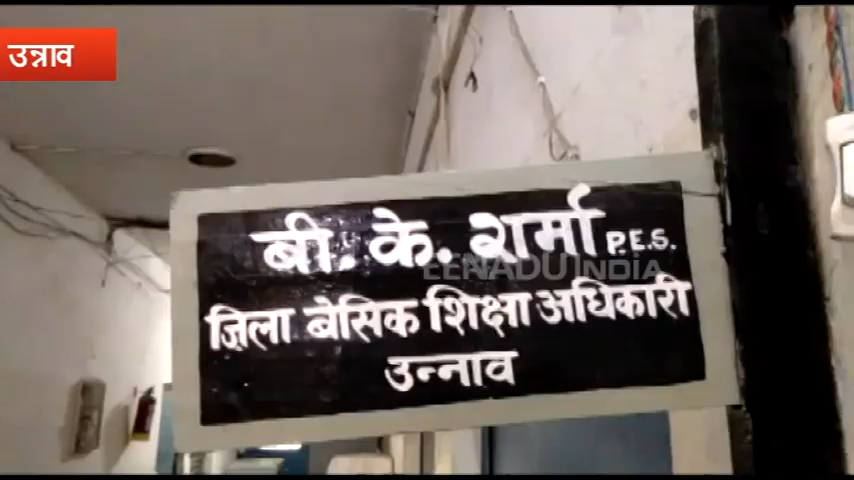 उन्नाव
बी. के. शर्मा P.E.S.
EENADU INDIA
ज़िला बेसिक शिक्षा अधिकारी
उन्नाव